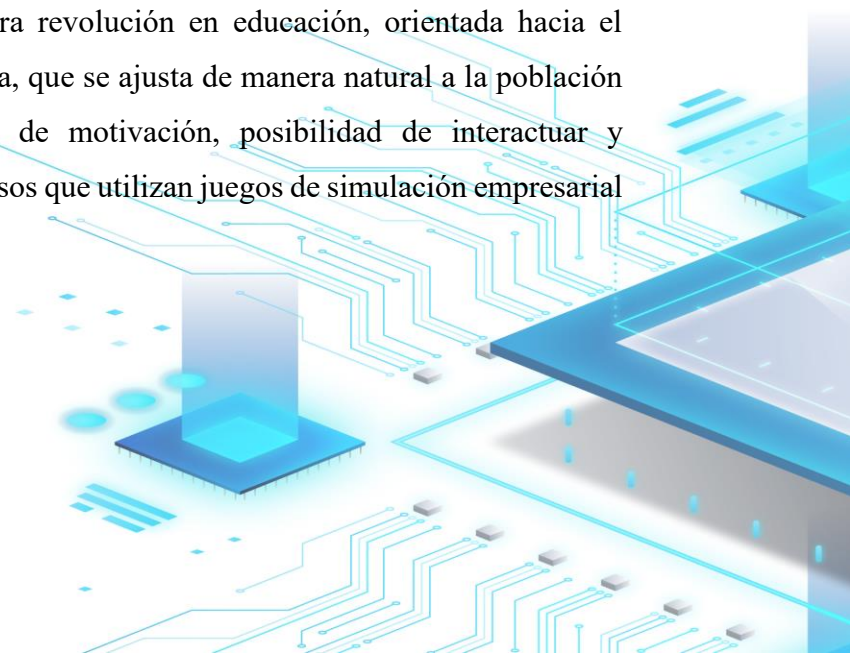 ra revolución en educación, orientada hacia el
a, que se ajusta de manera natural a la población
de motivación, posibilidad de interactuar y
sos que utilizan juegos de simulación empresarial